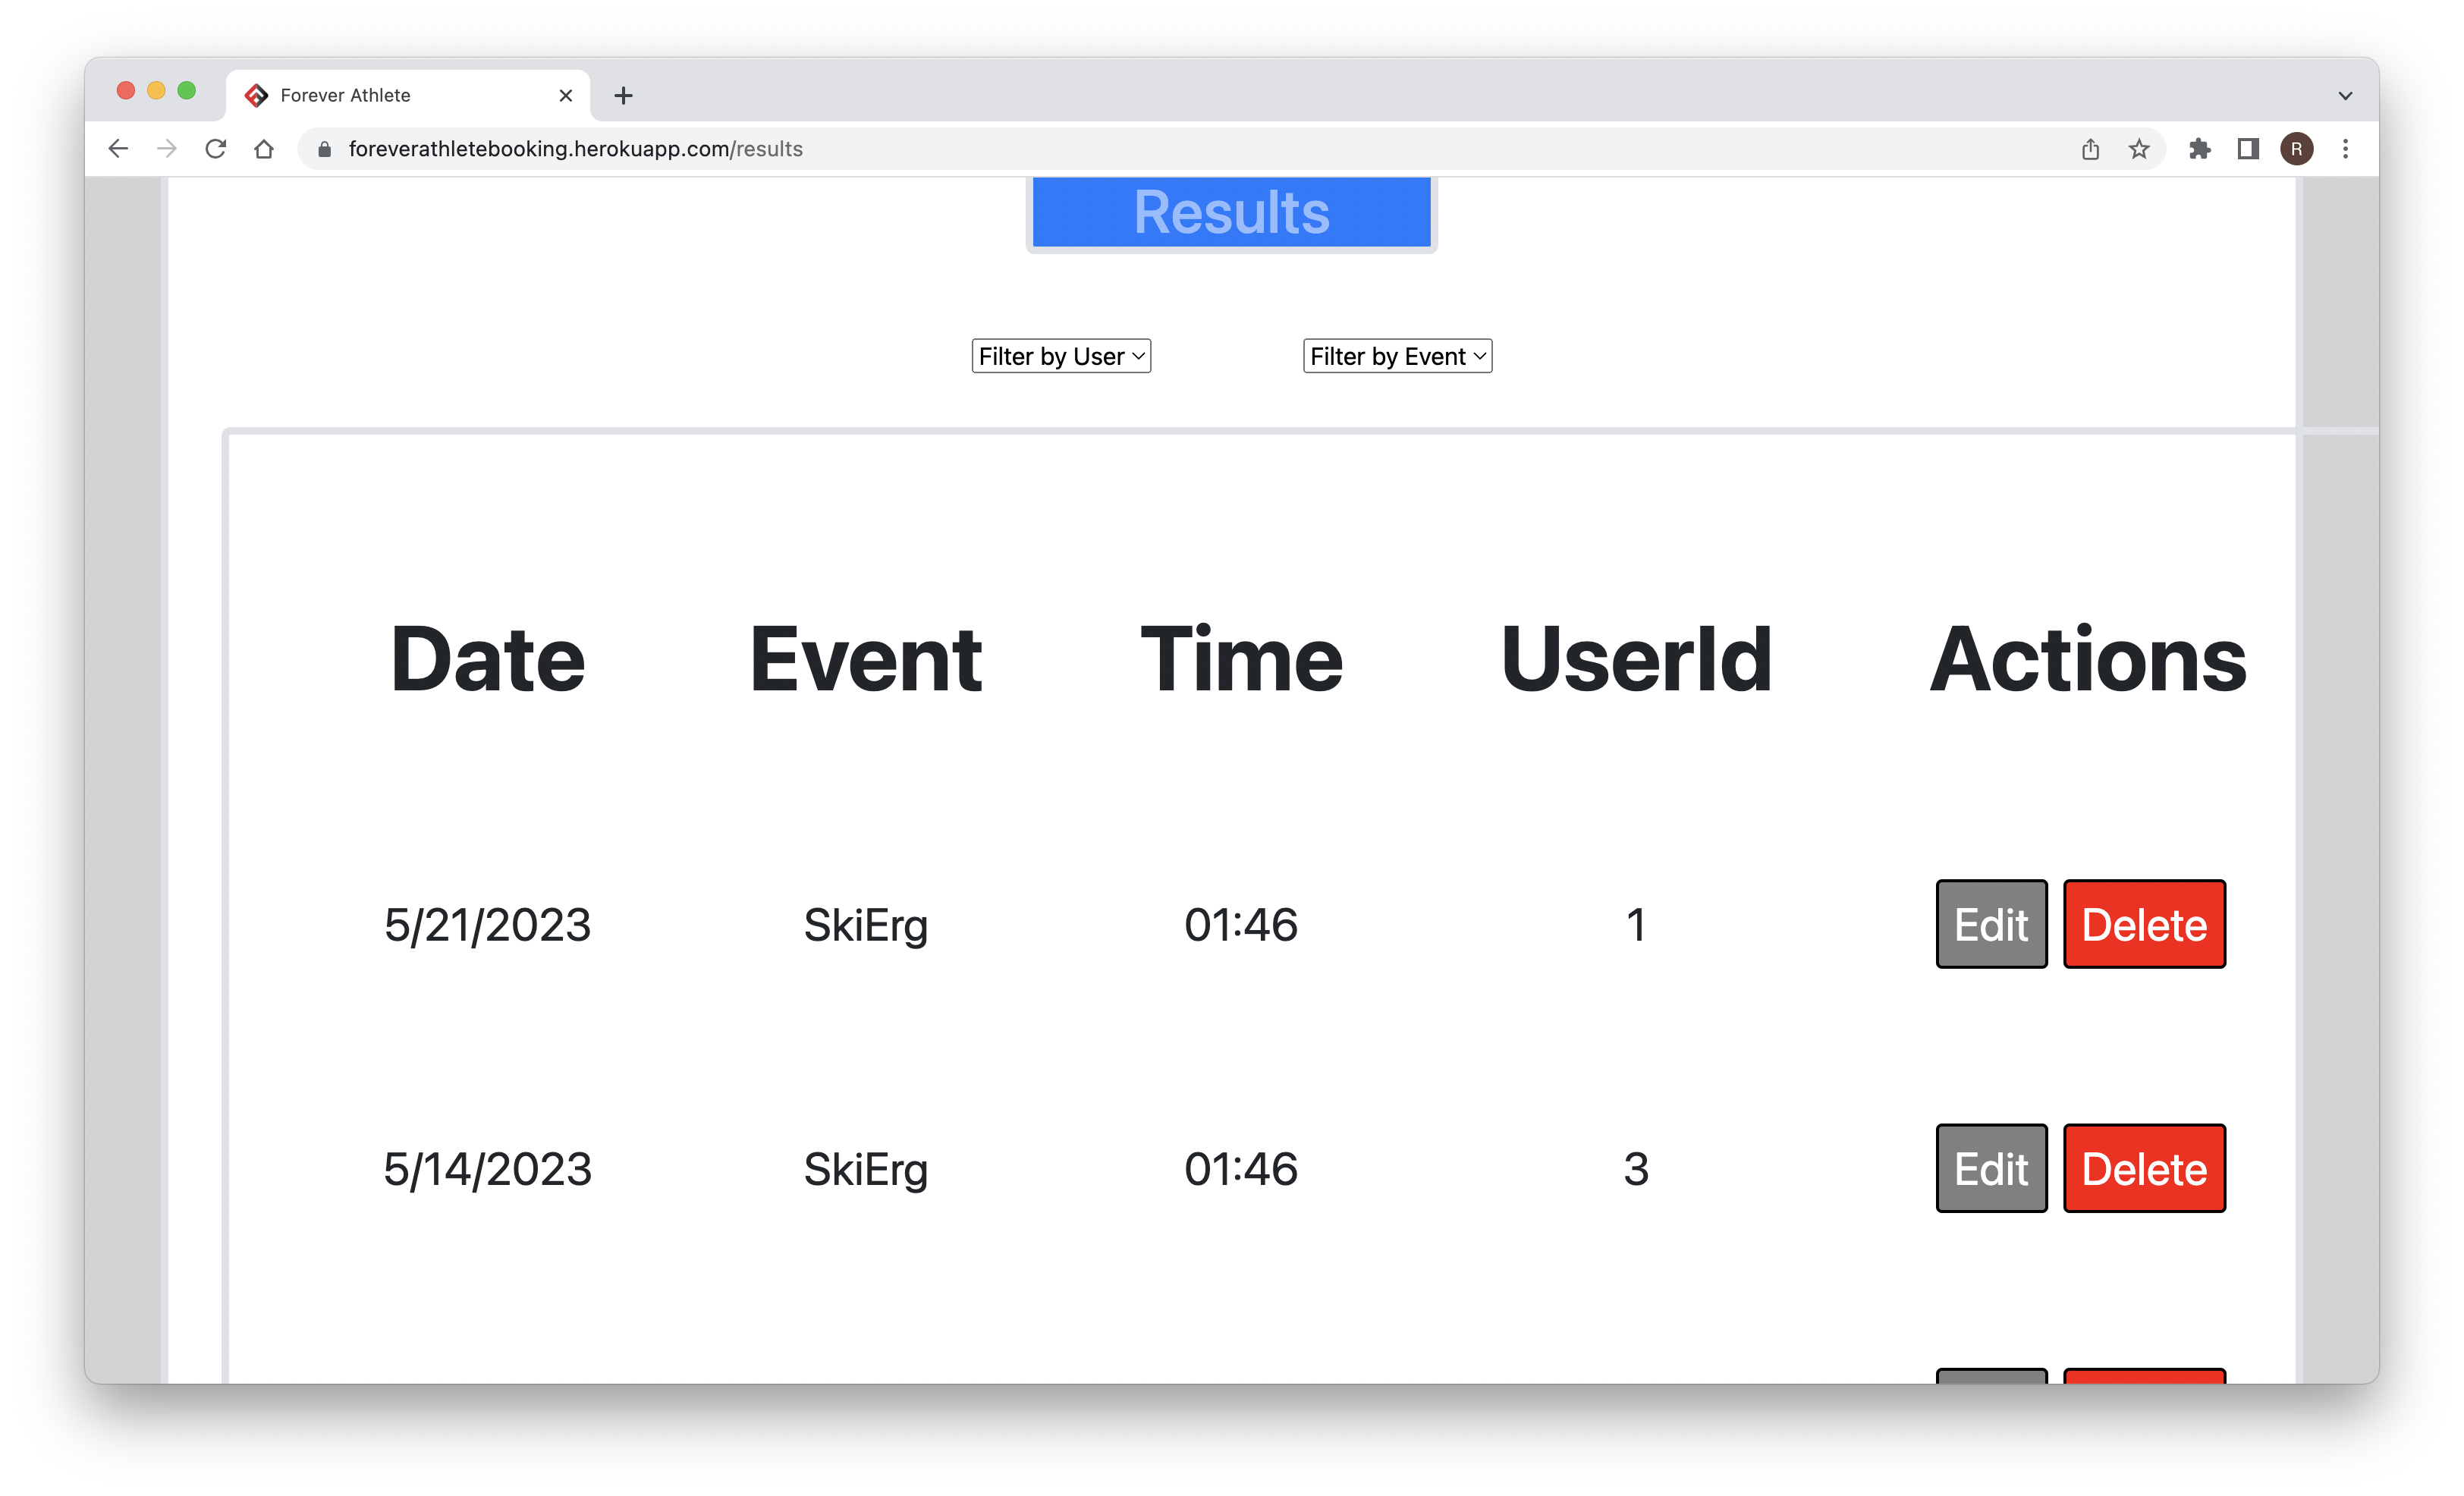 Forever Athlete
foreverathletebooking.herokuapp.com/results
R
Results
Filter by User Filter by Event
Date Event Time UserId Actions
5/21/2023 SkiErg 01:46 1 Edit Delete
5/14/2023 SkiErg 01:46 3 Edit Delete